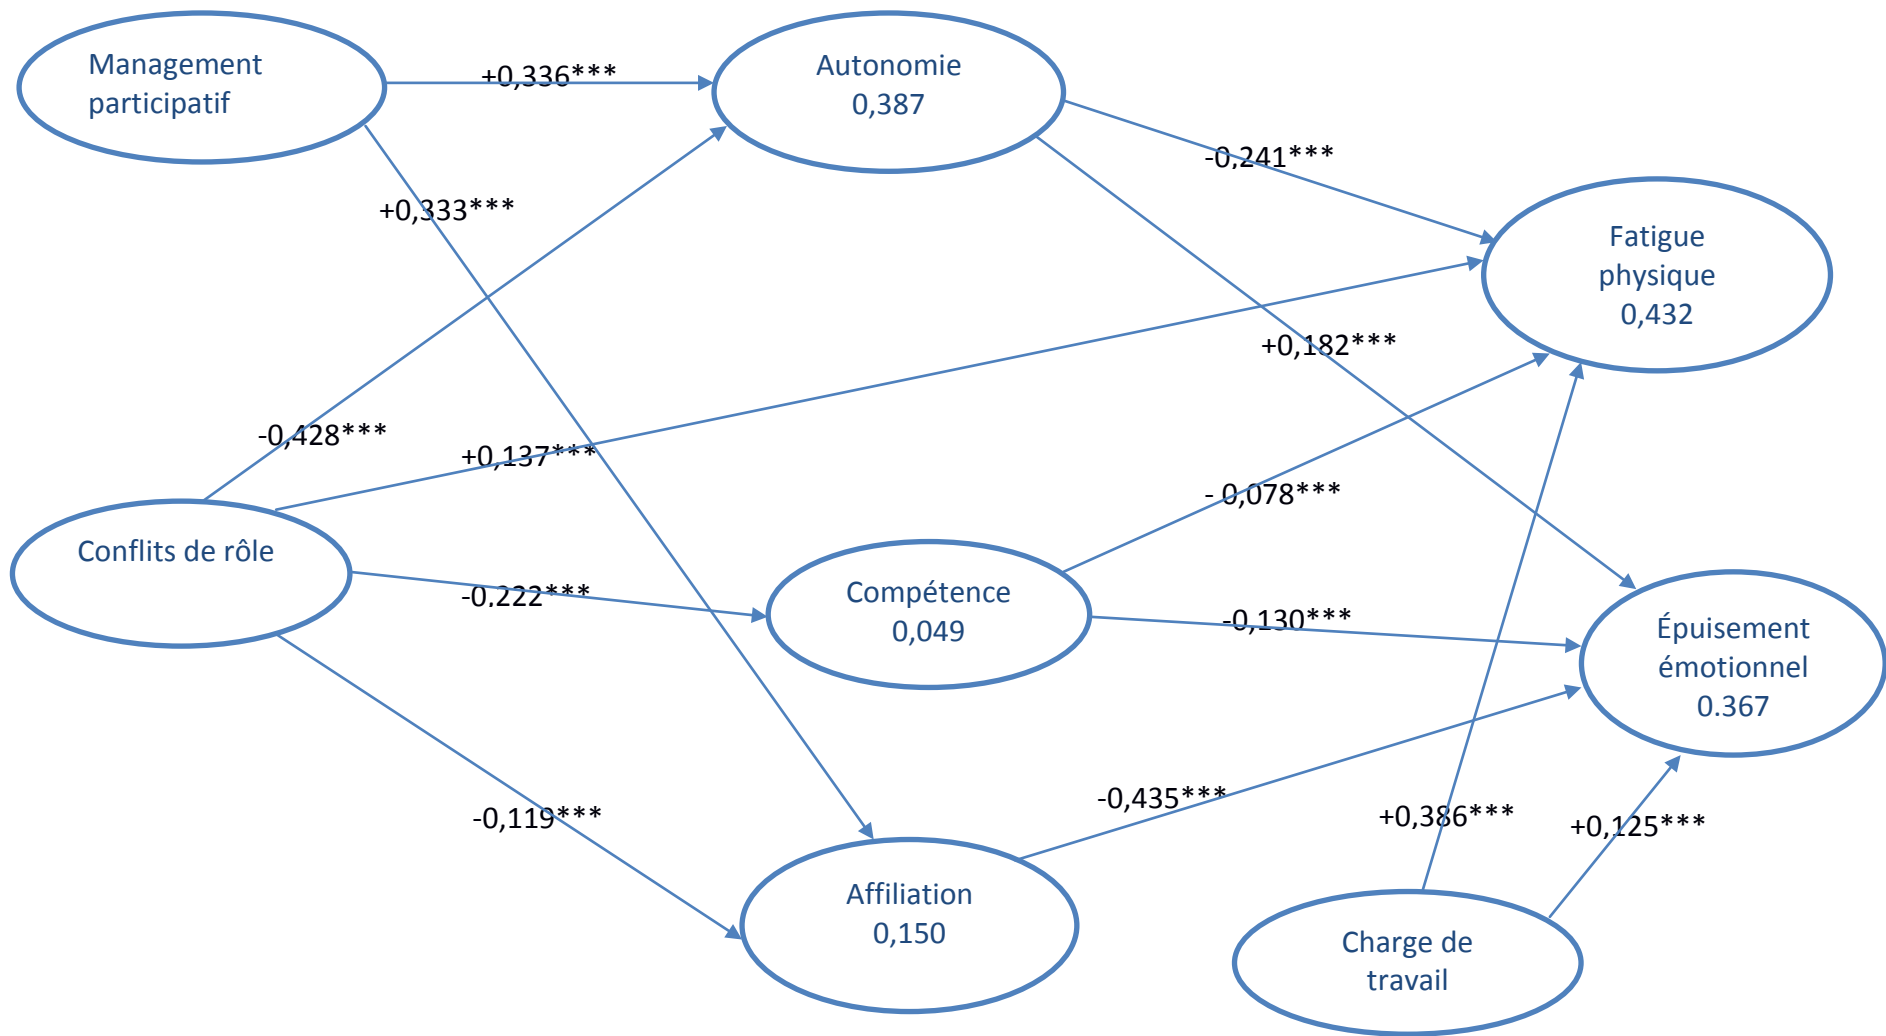 Management
participatif
+0,336***
Autonomie
0,387
-0,241***
+0,333***
Fatigue
physique
0,432
+0,182***
-0,428***
+0,137***
- 0,078***
Conflits de rôle
-0,222***
Compétence
0,049
-0,130***
Épuisement
émotionnel
0.367
-0,119***
-0,435***
+0,386***
+0,125***
Affiliation
0,150
Charge de
travail